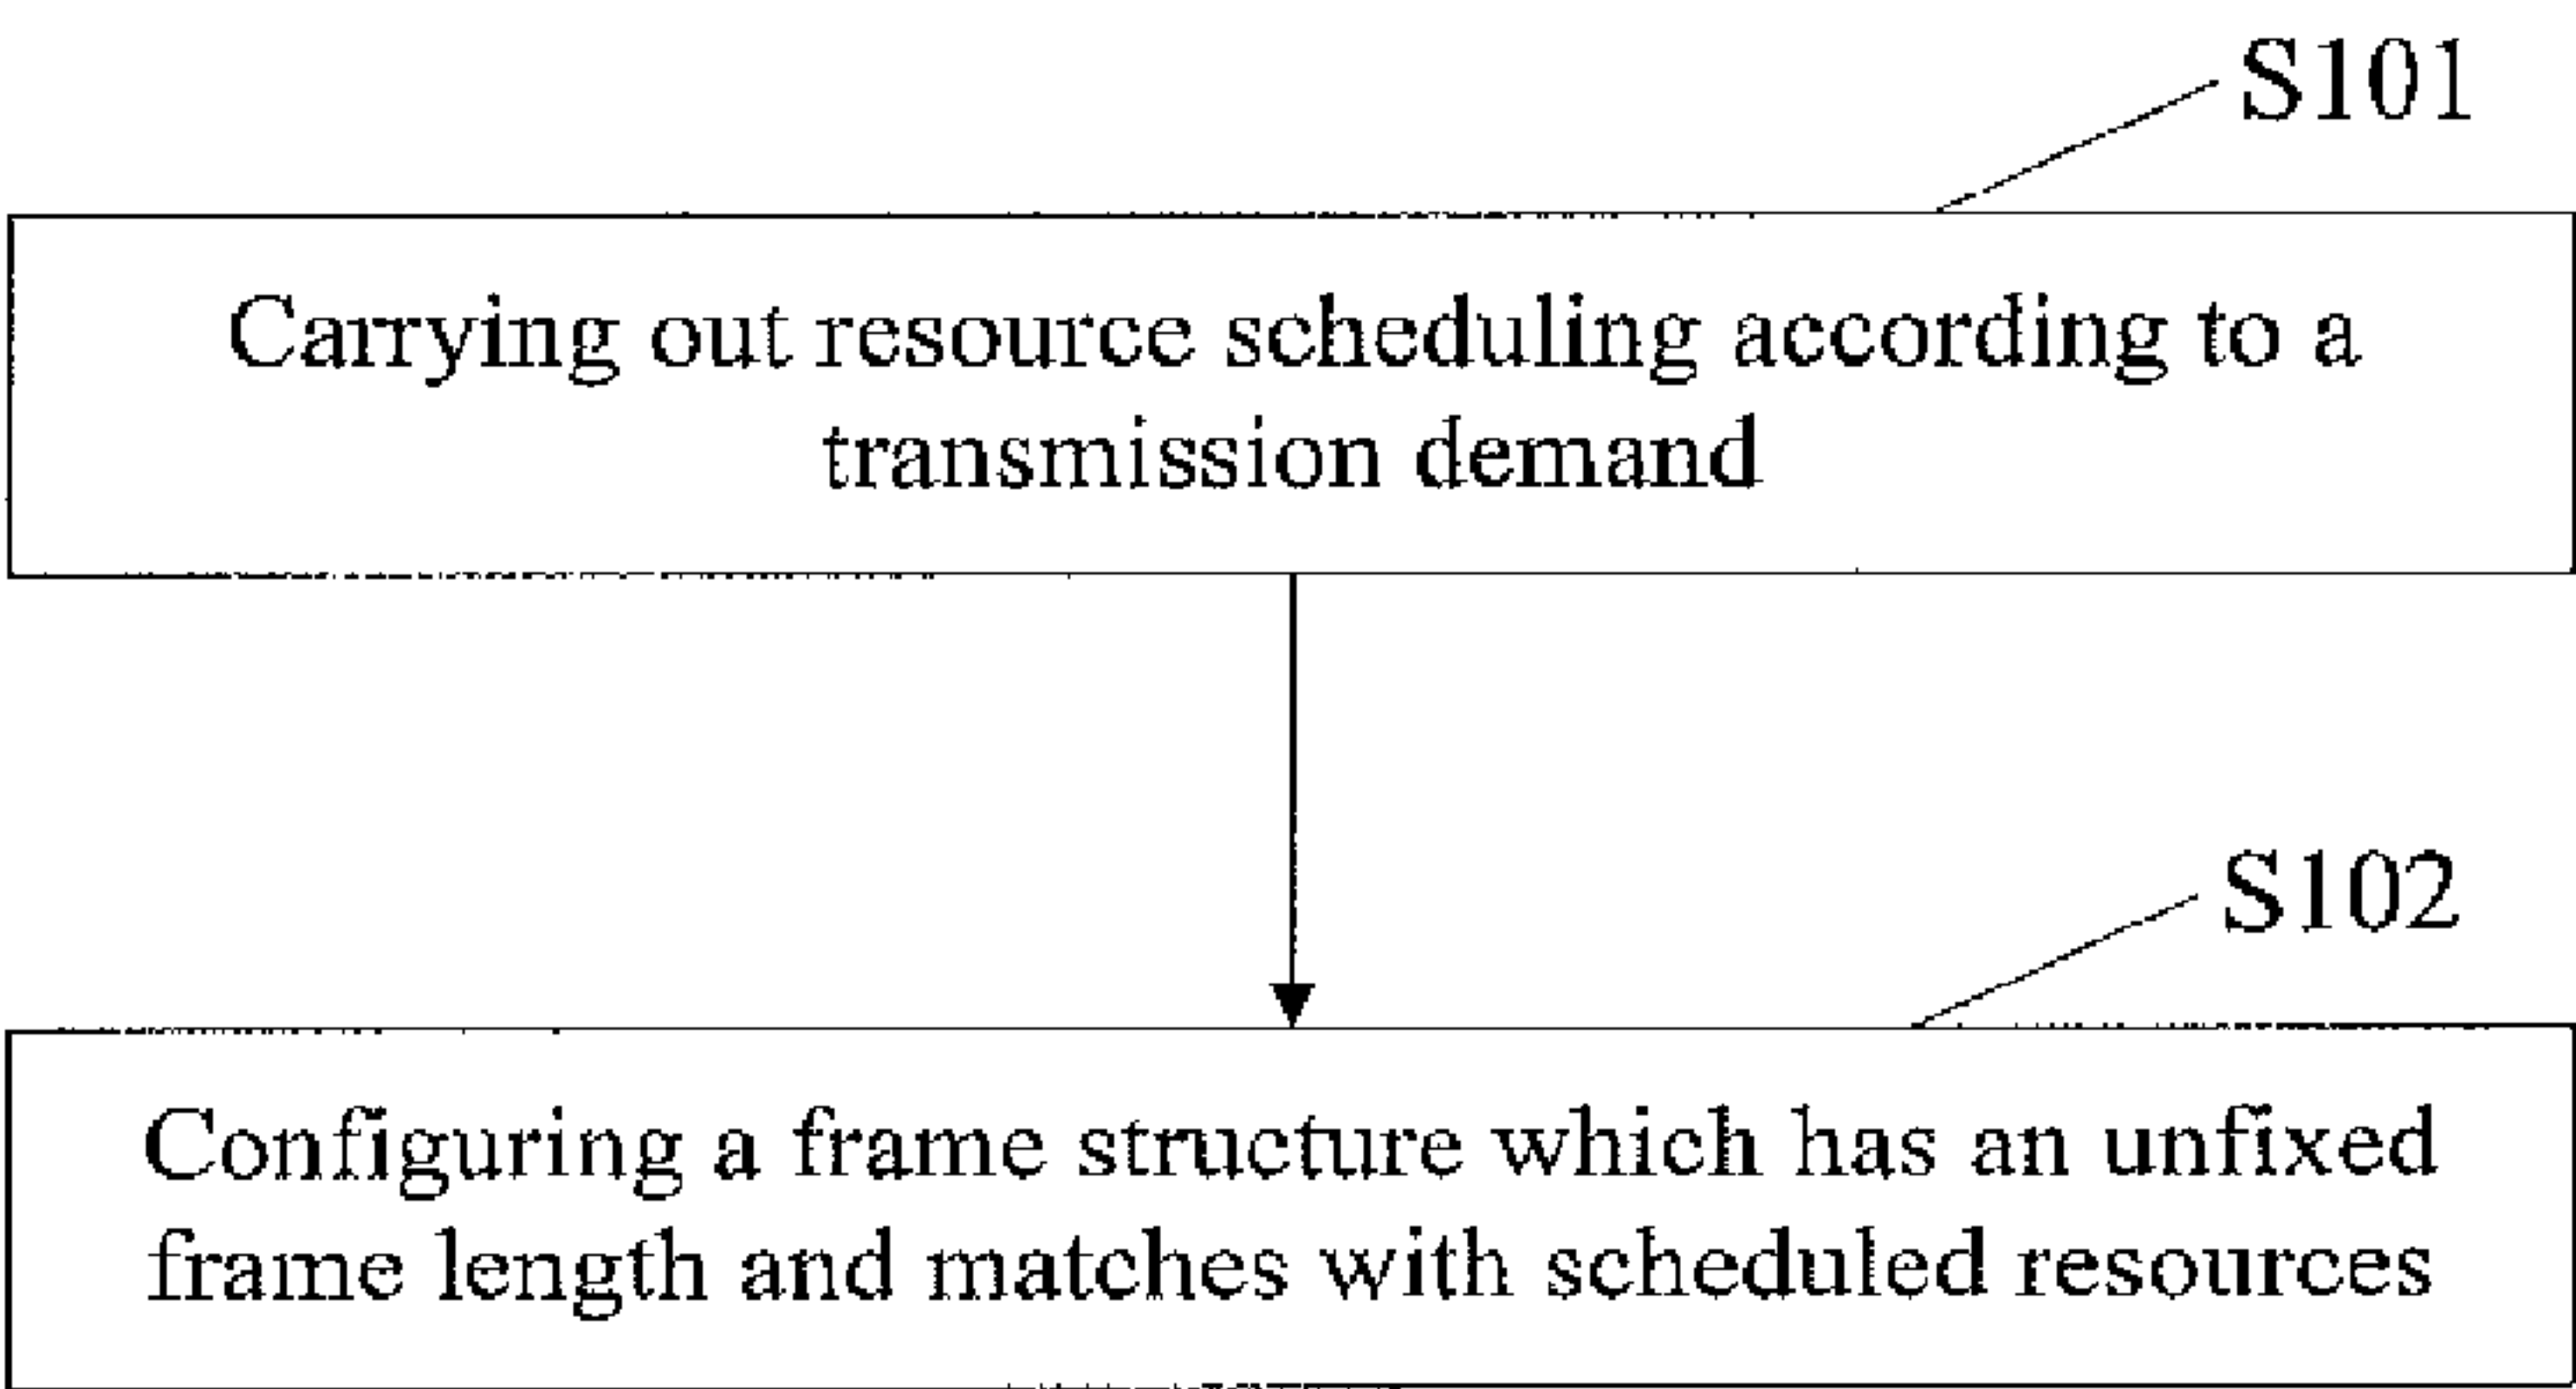 S101
Carrying out resource scheduling according to a
transmission demand
S102
Configuring a frame structure which has an unfixed
frame length and matches with scheduled resources